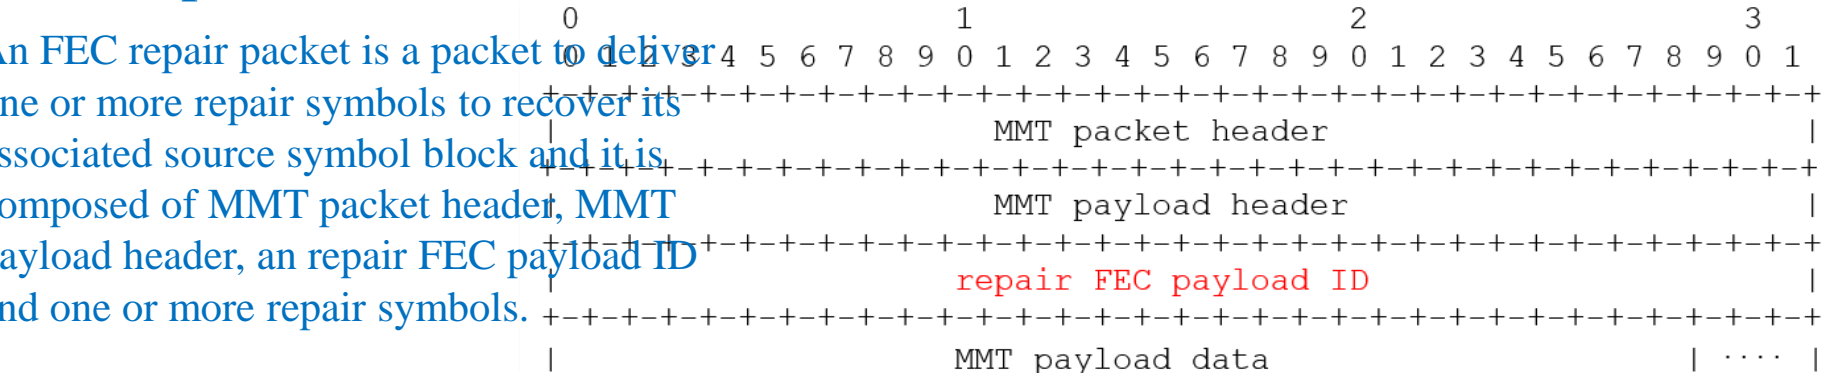 An FEC repair packet is a packet to deliver
one or more repair symbols to recover its
associated source symbol block and it is
composed of MMT packet header, MMT
payload header, an repair FEC payload ID
and one or more repair symbols.
0 1 2 3
0 1 2 3 4 5 6 7 8 9 0 1 2 3 4 5 6 7 8 9 0 1 2 3 4 5 6 7 8 9 0 1
+-+-+-+-+-+-+-+-+-+-+-+-+-+-+-+-+-+-+-+-+-+-+-+-+-+-+-+-+-+-+-+-+
| MMT packet header |
+-+-+-+-+-+-+-+-+-+-+-+-+-+-+-+-+-+-+-+-+-+-+-+-+-+-+-+-+-+-+-+-+
| MMT payload header |
+-+-+-+-+-+-+-+-+-+-+-+-+-+-+-+-+-+-+-+-+-+-+-+-+-+-+-+-+-+-+-+-+
| repair FEC payload ID |
+-+-+-+-+-+-+-+-+-+-+-+-+-+-+-+-+-+-+-+-+-+-+-+-+-+-+-+-+-+-+-+-+
| MMT payload data | ···· |